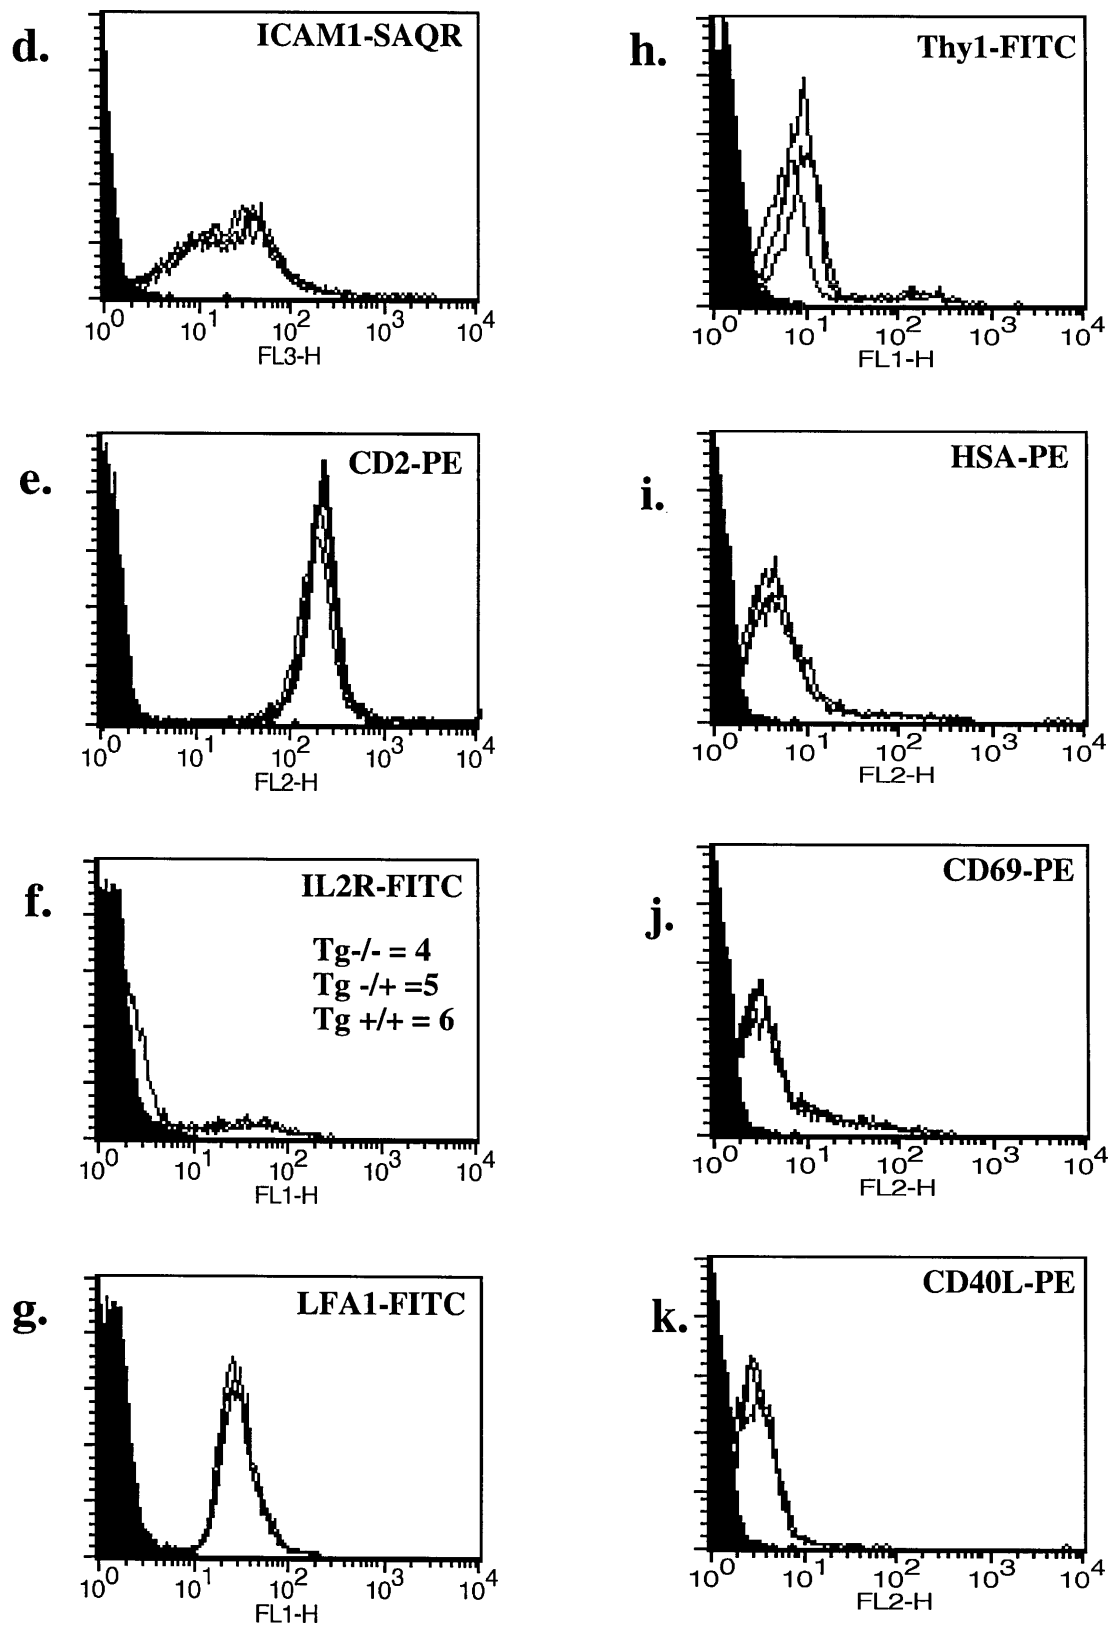 d.
ICAM1-SAQR
10^0 10^1 10^2 10^3 10^4
FL3-H
e.
CD2-PE
10^0 10^1 10^2 10^3 10^4
FL2-H
f.
IL2R-FITC
Tg-/- = 4
Tg -/+ =5
Tg +/+ = 6
10^0 10^1 10^2 10^3 10^4
FL1-H
g.
LFA1-FITC
10^0 10^1 10^2 10^3 10^4
FL1-H
h.
Thy1-FITC
10^0 10^1 10^2 10^3 10^4
FL1-H
i.
HSA-PE
10^0 10^1 10^2 10^3 10^4
FL2-H
j.
CD69-PE
10^0 10^1 10^2 10^3 10^4
FL2-H
k.
CD40L-PE
10^0 10^1 10^2 10^3 10^4
FL2-H